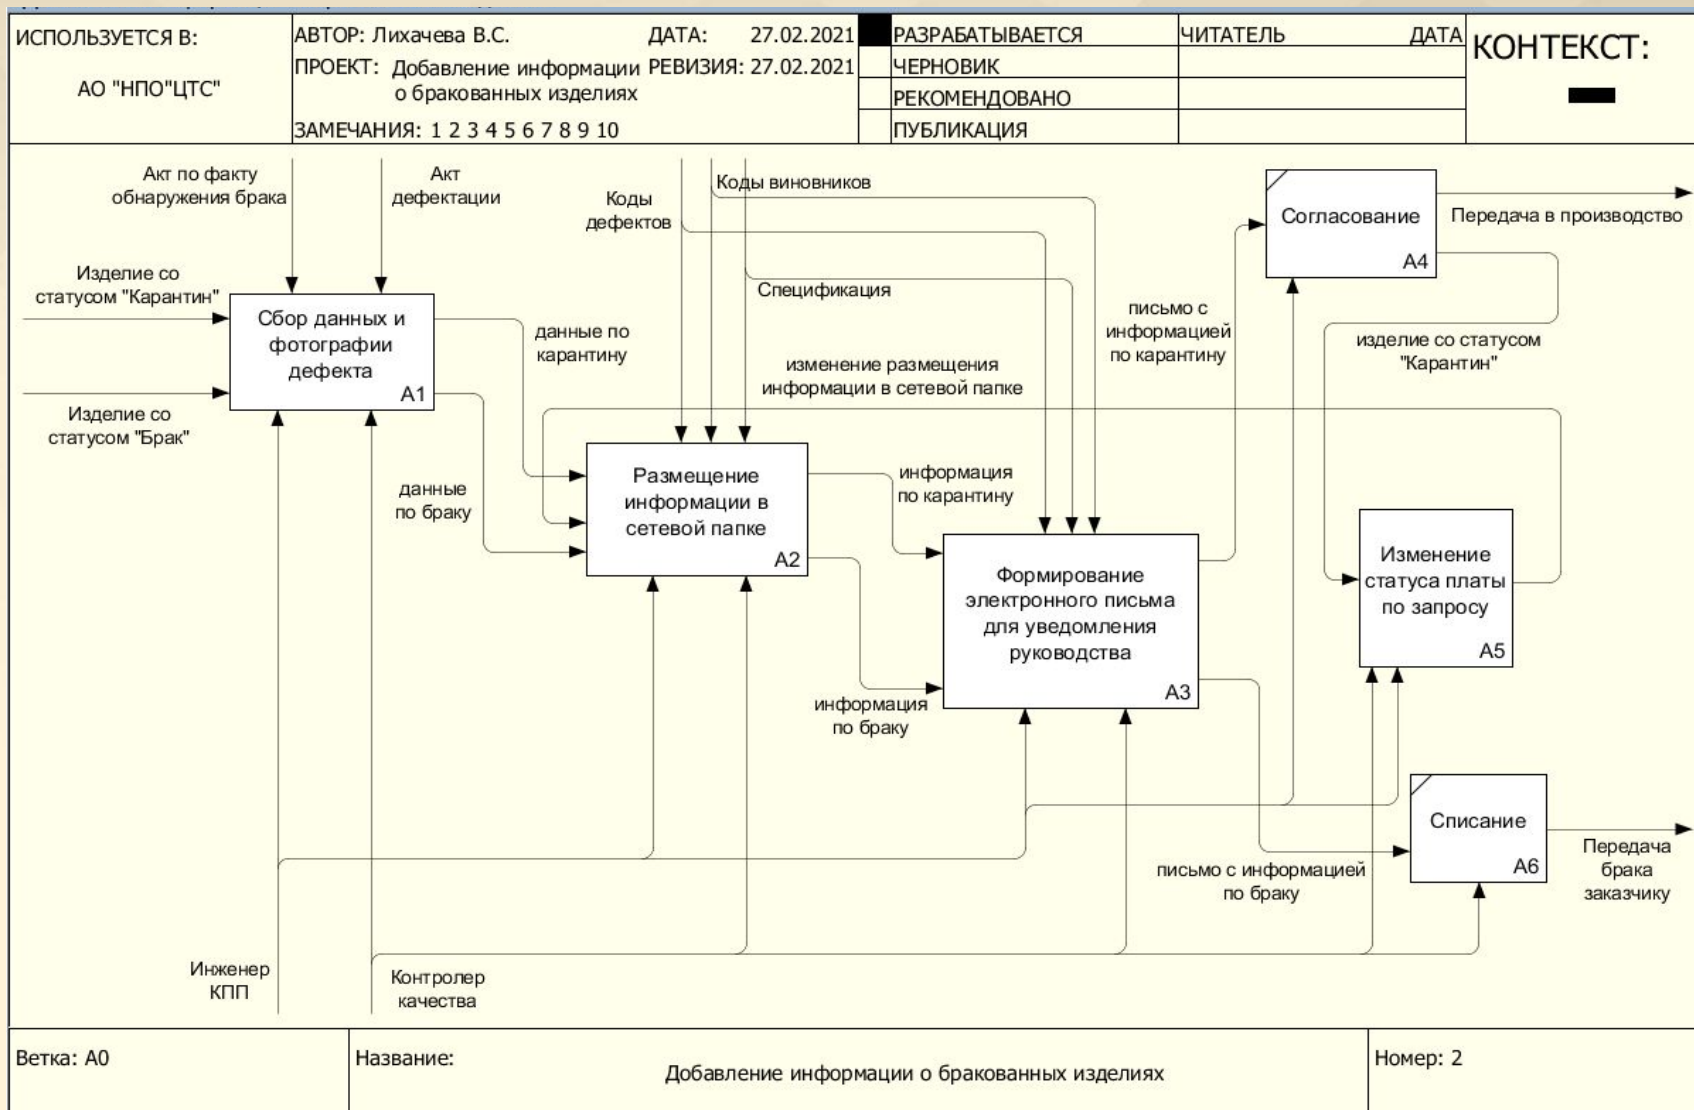 ИСПОЛЬЗУЕТСЯ В:
АО "НПО"ЦТС"
АВТОР: Лихачева В.С.
ДАТА: 27.02.2021
ПРОЕКТ: Добавление информации
о бракованных изделиях
РЕВИЗИЯ: 27.02.2021
ЗАМЕЧАНИЯ: 1 2 3 4 5 6 7 8 9 10
РАЗРАБАТЫВАЕТСЯ
ЧЕРНОВИК
РЕКОМЕНДОВАНО
ПУБЛИКАЦИЯ
ЧИТАТЕЛЬ
ДАТА
КОНТЕКСТ:
Акт по факту
обнаружения брака
Акт
дефектации
Коды
дефектов
Коды виновников
Спецификация
Согласование
A4
Передача в производство
Изделие со
статусом "Карантин"
Сбор данных и
фотографии
дефекта
A1
Изделие со
статусом "Брак"
данные по
карантину
изменение размещения
информации в сетевой папке
письмо с
информацией
по карантину
изделие со статусом
"Карантин"
данные
по браку
Размещение
информации в
сетевой папке
A2
информация
по карантину
информация
по браку
Формирование
электронного письма
для уведомления
руководства
A3
Изменение
статуса платы
по запросу
A5
Списание
A6
письмо с информацией
по браку
Передача
брака
заказчику
Инженер
КПП
Контролер
качества
Ветка: A0
Название:
Добавление информации о бракованных изделиях
Номер: 2